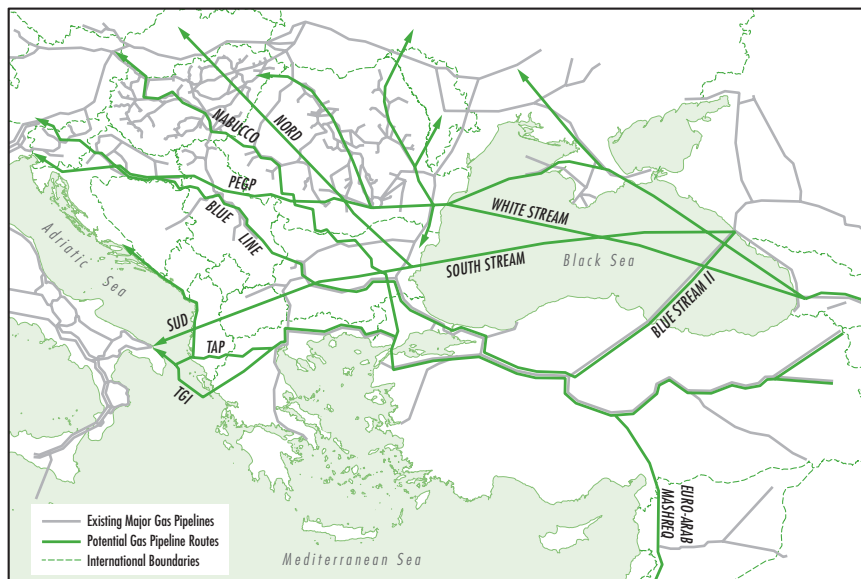 NABUCCO
NORD
PEGP
BLUE
LINE
WHITE STREAM
SOUTH STREAM
Black Sea
BLUE STREAM II
Adriatic Sea
SUD
TAP
TGI
EURO-ARAB
MASHREQ
Existing Major Gas Pipelines
Potential Gas Pipeline Routes
International Boundaries
Mediterranean Sea